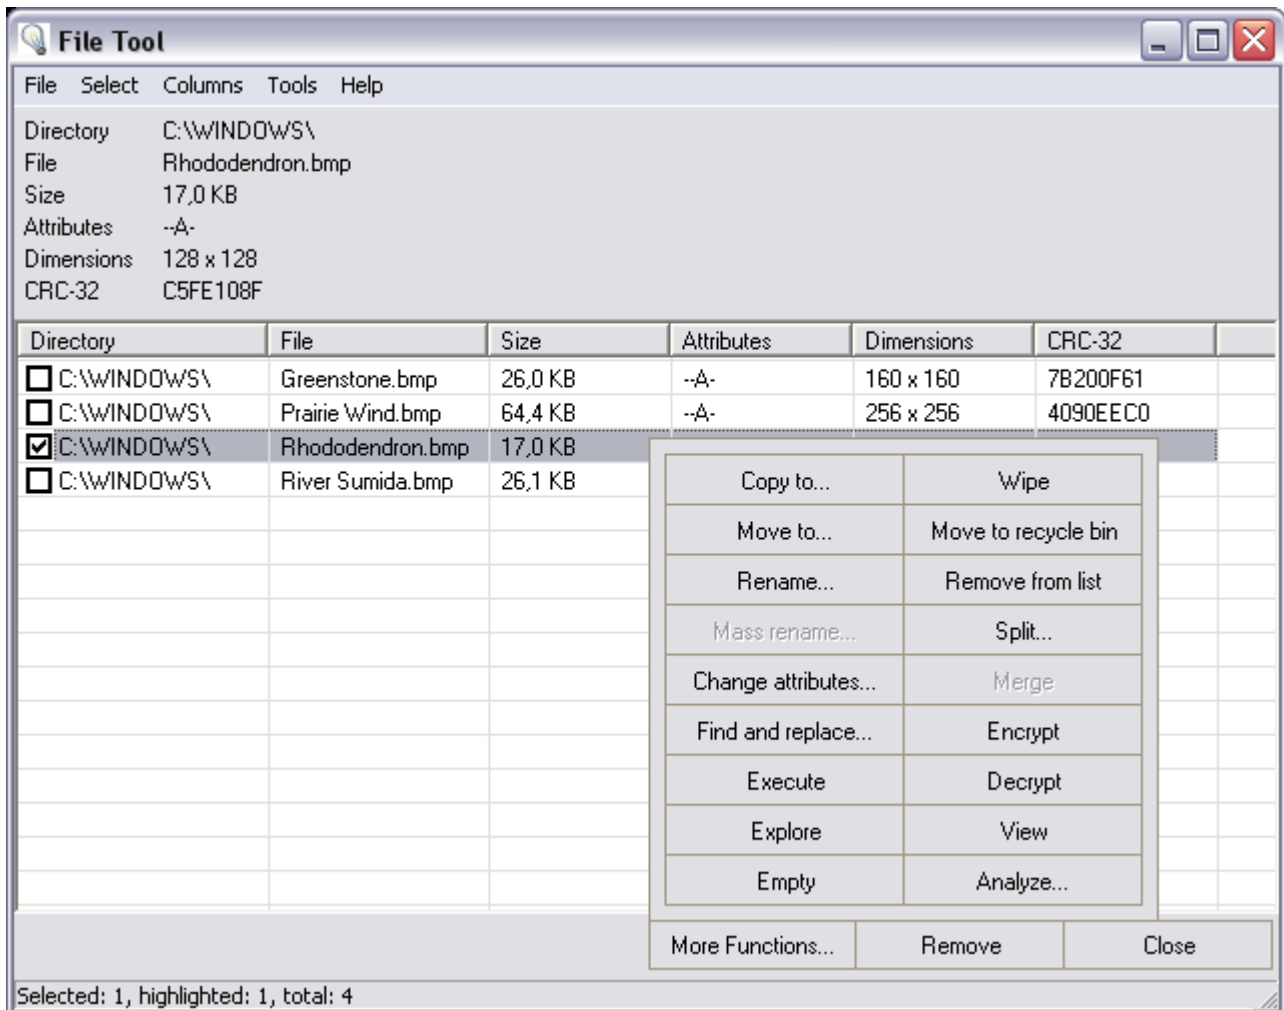 File Tool
File Select Columns Tools Help
Directory C:\WINDOWS\
File Rhododendron.bmp
Size 17,0 KB
Attributes --A-
Dimensions 128 x 128
CRC-32 C5FE108F
Directory File Size Attributes Dimensions CRC-32
C:\WINDOWS\ Greenstone.bmp 26,0 KB --A- 160 x 160 7B200F61
C:\WINDOWS\ Prairie Wind.bmp 64,4 KB --A- 256 x 256 4090EEC0
C:\WINDOWS\ Rhododendron.bmp 17,0 KB
C:\WINDOWS\ River Sumida.bmp 26,1 KB
Copy to... Wipe
Move to... Move to recycle bin
Rename... Remove from list
Mass rename... Split...
Change attributes... Merge
Find and replace... Encrypt
Execute Decrypt
Explore View
Empty Analyze...
More Functions... Remove Close
Selected: 1, highlighted: 1, total: 4